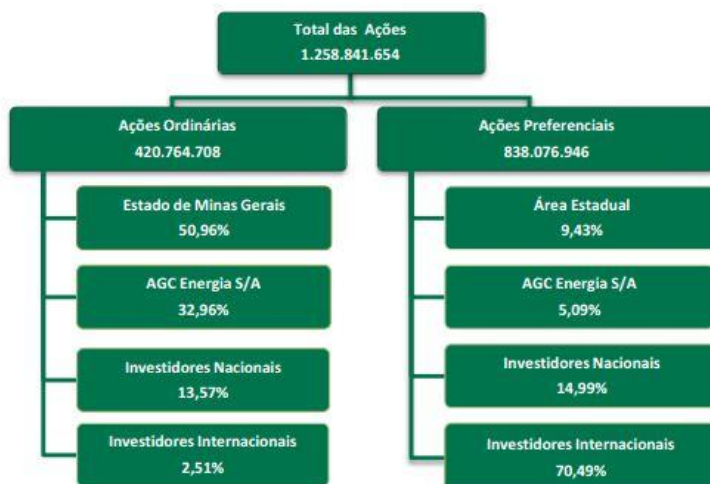 Total das Ações
1.258.841.654
Ações Ordinárias
420.764.708
Estado de Minas Gerais
50,96%
AGC Energia S/A
32,96%
Investidores Nacionais
13,57%
Investidores Internacionais
2,51%
Ações Preferenciais
838.076.946
Área Estadual
9,43%
AGC Energia S/A
5,09%
Investidores Nacionais
14,99%
Investidores Internacionais
70,49%